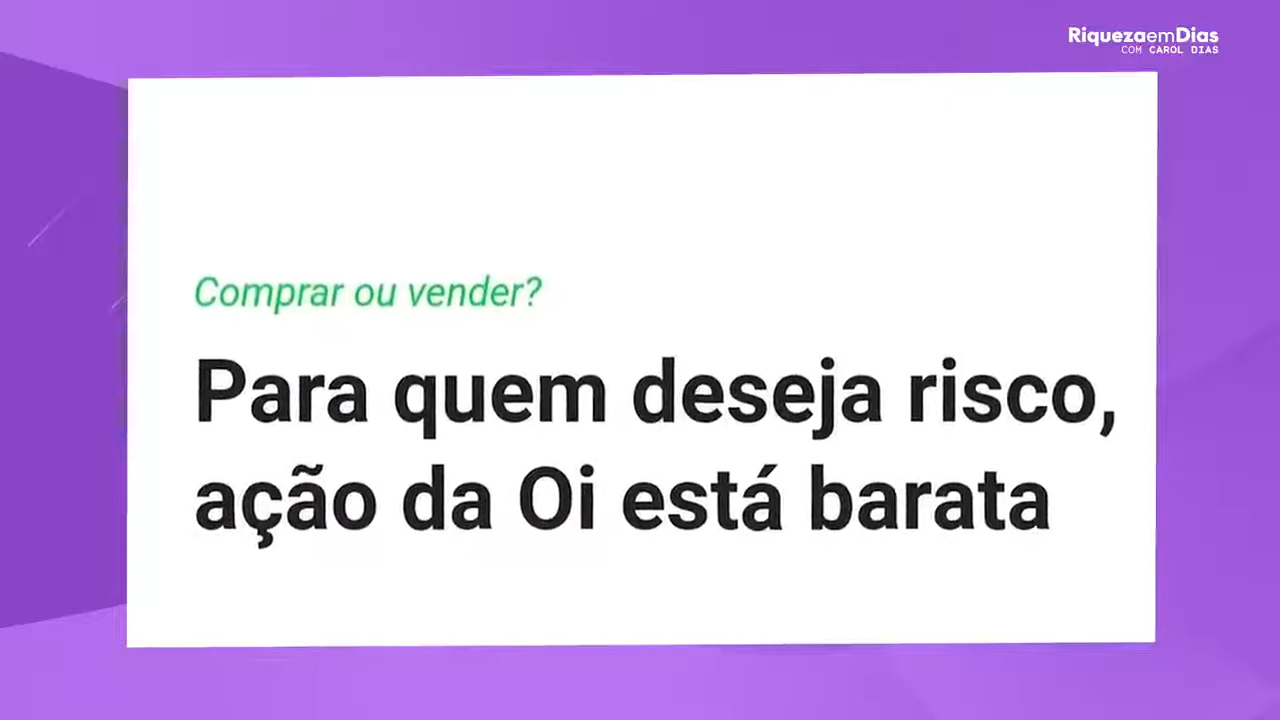 RiquezaemDias
COM CAROL DIAS
Comprar ou vender?
Para quem deseja risco,
ação da Oi está barata